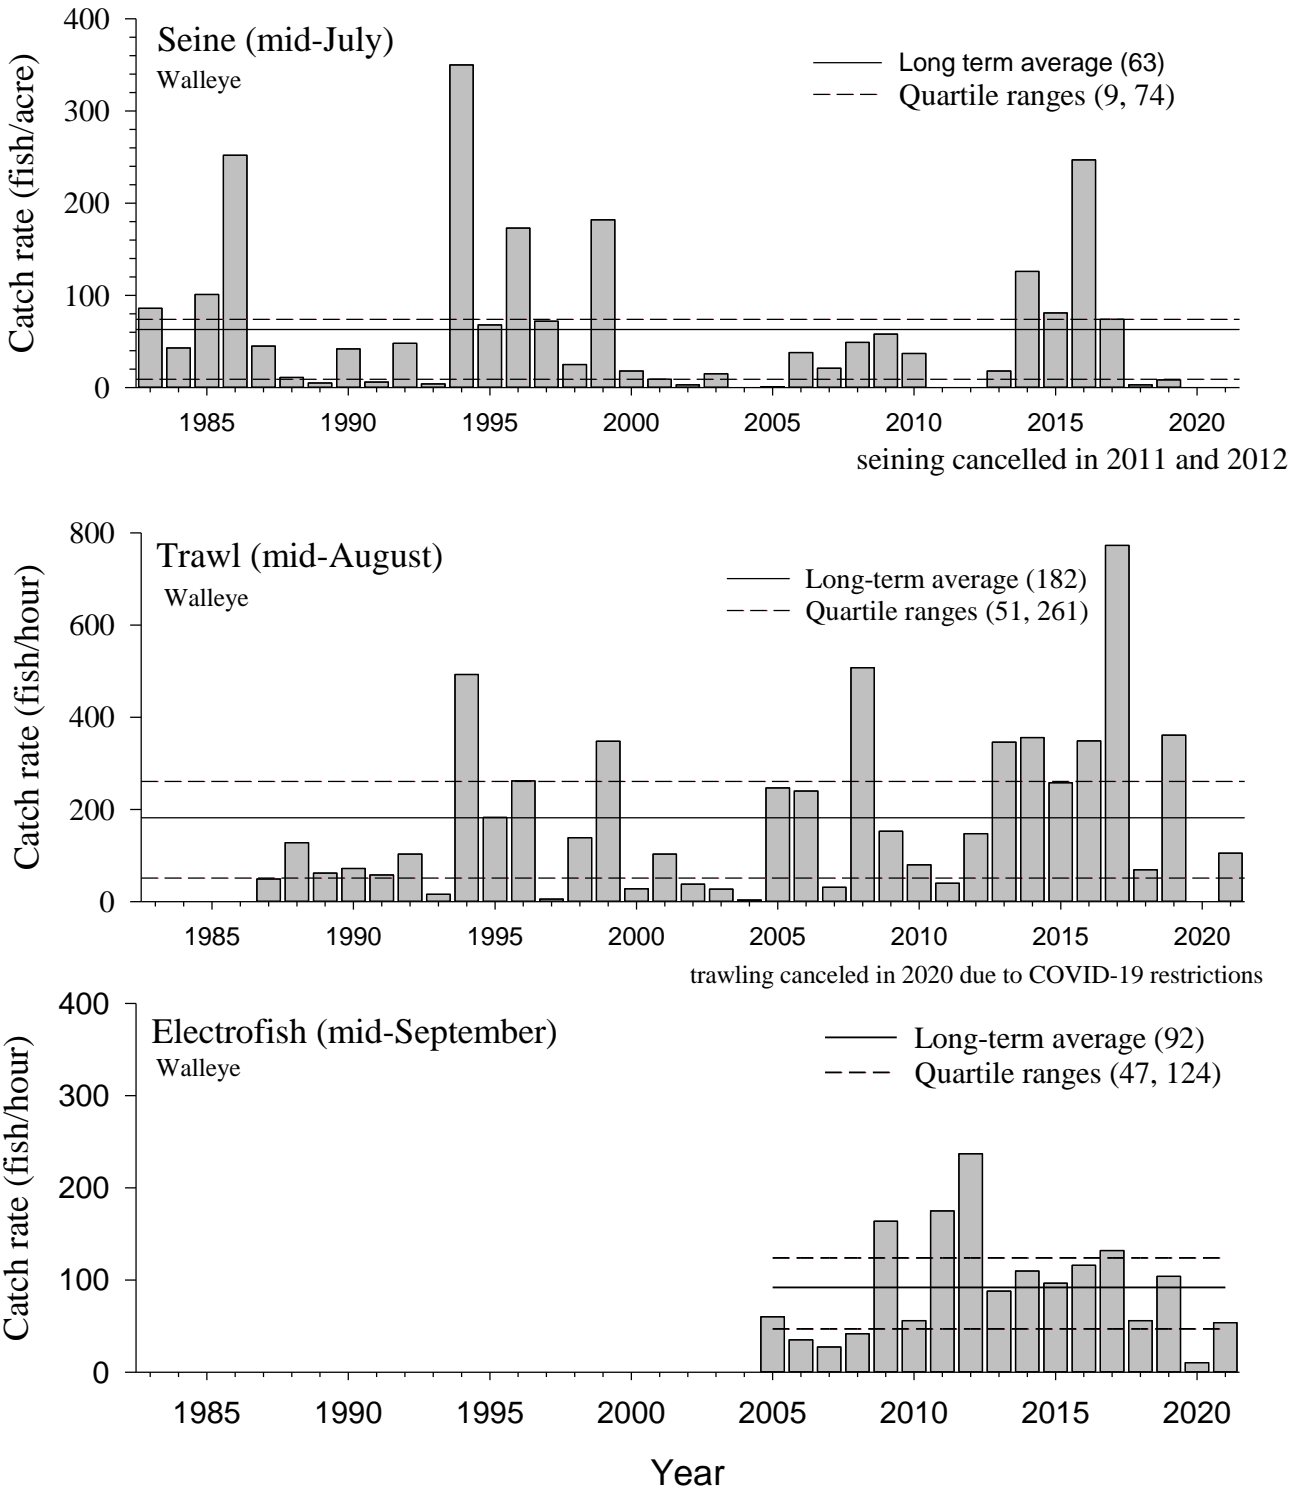 Seine (mid-July)
Walleye
Long term average (63)
Quartile ranges (9, 74)
Catch rate (fish/acre)
400
300
200
100
0
1985 1990 1995 2000 2005 2010 2015 2020
seining cancelled in 2011 and 2012
Trawl (mid-August)
Walleye
Long-term average (182)
Quartile ranges (51, 261)
Catch rate (fish/hour)
800
600
400
200
0
1985 1990 1995 2000 2005 2010 2015 2020
trawling canceled in 2020 due to COVID-19 restrictions
Electrofish (mid-September)
Walleye
Long-term average (92)
Quartile ranges (47, 124)
Catch rate (fish/hour)
400
300
200
100
0
1985 1990 1995 2000 2005 2010 2015 2020
Year